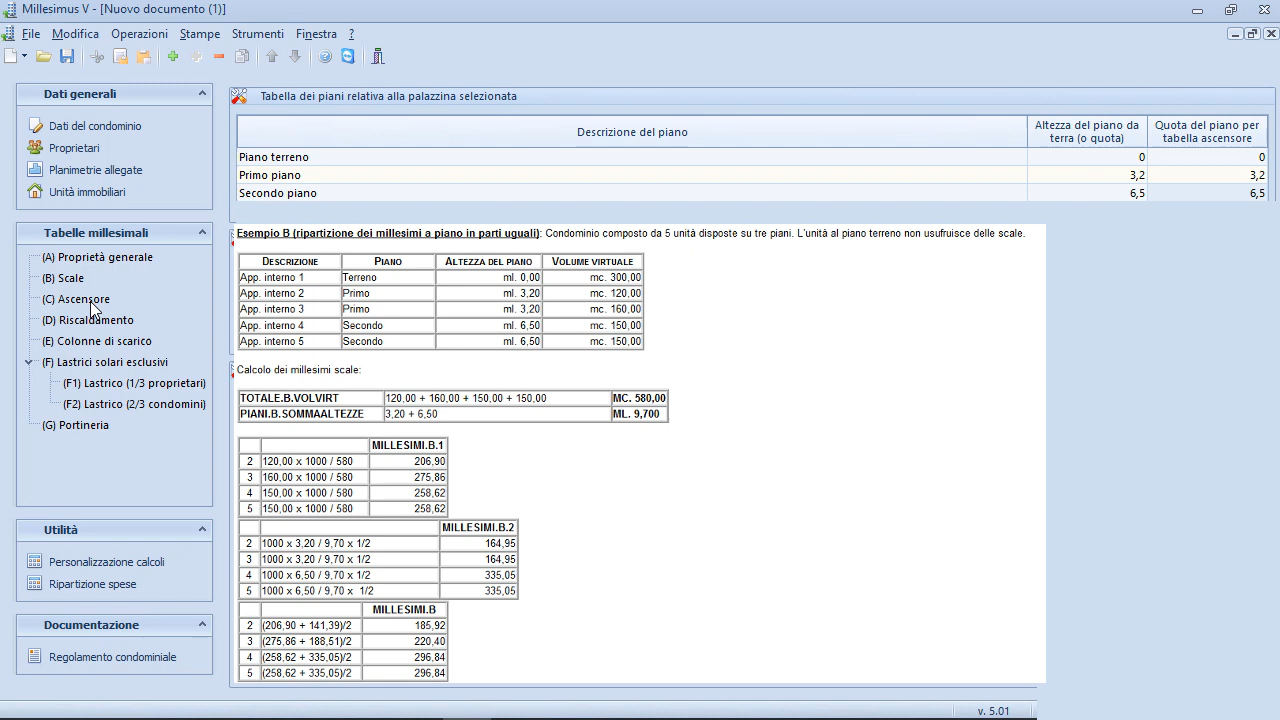 Millesimus V - [Nuovo documento (1)]
File Modifica Operazioni Stampe Strumenti Finestra ?
Dati generali
Dati del condominio
Proprietari
Planimetrie allegate
Unità immobiliari
Tabelle millesimali
(A) Proprietà generale
(B) Scale
(C) Ascensore
(D) Riscaldamento
(E) Colonne di scarico
(F) Lastrici solari esclusivi
(F1) Lastrico (1/3 proprietari)
(F2) Lastrico (2/3 condomini)
(G) Portineria
Utilità
Personalizzazione calcoli
Ripartizione spese
Documentazione
Regolamento condominiale
Tabella dei piani relativa alla palazzina selezionata
Descrizione del piano Altezza del piano da terra (o quota) Quota del piano per tabella ascensore
Piano terreno 0 0
Primo piano 3,2 3,2
Secondo piano 6,5 6,5
Esempio B (ripartizione dei millesimi a piano in parti uguali): Condominio composto da 5 unità disposte su tre piani. L'unità al piano terreno non usufruisce delle scale.
DESCRIZIONE PIANO ALTEZZA DEL PIANO VOLUME VIRTUALE
App. interno 1 Terreno ml. 0,00 mc. 300,00
App. interno 2 Primo ml. 3,20 mc. 120,00
App. interno 3 Primo ml. 3,20 mc. 160,00
App. interno 4 Secondo ml. 6,50 mc. 150,00
App. interno 5 Secondo ml. 6,50 mc. 150,00
Calcolo dei millesimi scale:
TOTALE.B.VOLVIRT 120,00 + 160,00 + 150,00 + 150,00 MC. 580,00
PIANI.B.SOMMAALTEZZE 3,20 + 6,50 ML. 9,700
MILLESIMI.B.1
2 120,00 x 1000 / 580 206,90
3 160,00 x 1000 / 580 275,86
4 150,00 x 1000 / 580 258,62
5 150,00 x 1000 / 580 258,62
MILLESIMI.B.2
2 1000 x 3,20 / 9,70 x 1/2 164,95
3 1000 x 3,20 / 9,70 x 1/2 164,95
4 1000 x 6,50 / 9,70 x 1/2 335,05
5 1000 x 6,50 / 9,70 x 1/2 335,05
MILLESIMI.B
2 (206,90 + 141,39)/2 185,92
3 (275,86 + 188,51)/2 220,40
4 (258,62 + 335,05)/2 296,84
5 (258,62 + 335,05)/2 296,84
v. 5.01